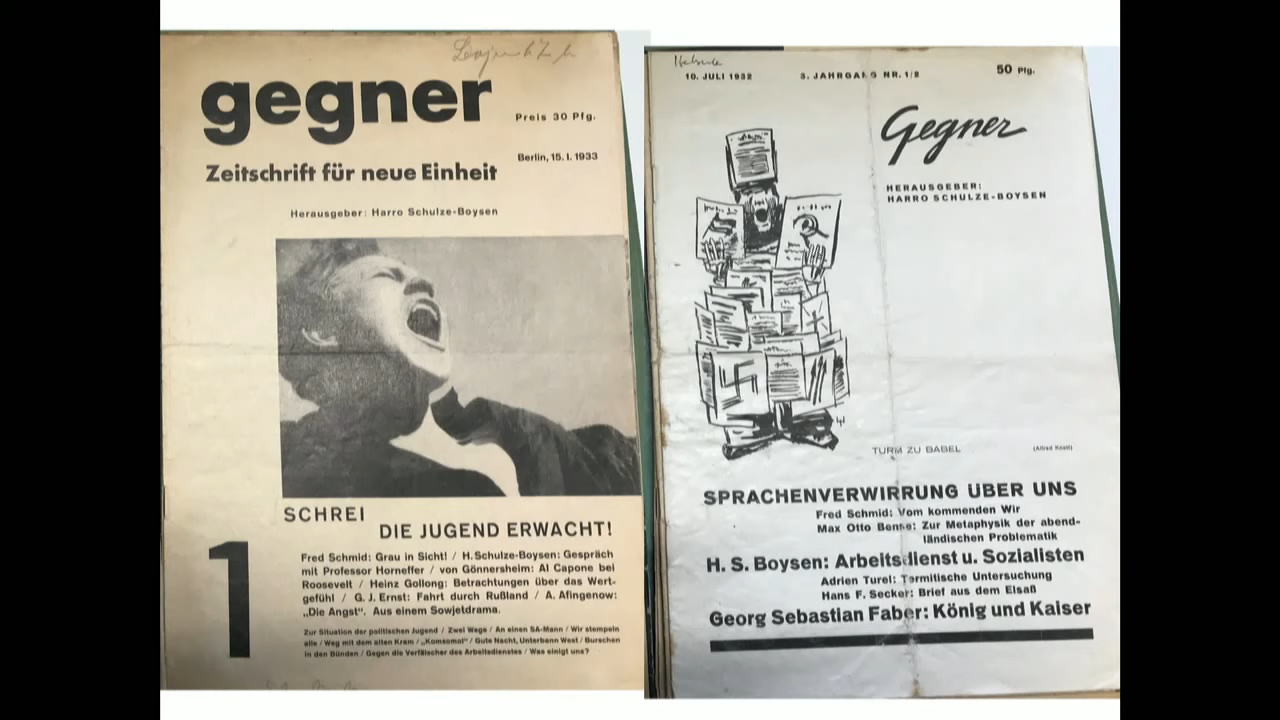 gegner
Preis 30 Pfg.
Berlin, 15. I. 1933
Zeitschrift für neue Einheit
Herausgeber: Harro Schulze-Boysen
SCHREI
DIE JUGEND ERWACHT!
1
Fred Schmid: Grau in Sicht! / H. Schulze-Boysen: Gespräch
mit Professor Horneffer / von Gönnersheim: Al Capone bei
Roosevelt / Heinz Gollong: Betrachtungen über das Wert-
gefühl / G. J. Ernst: Fahrt durch Rußland / A. Afingenow:
„Die Angst“. Aus einem Sowjetdrama.
Zur Situation der politischen Jugend / Zwei Wege / An einen SA-Mann / Wir stempeln
alle / Weg mit dem alten Kram / „Komsomol“ / Gute Nacht, Unterbann West / Burschen
in den Bünden / Gegen die Verfälscher des Arbeitsdienstes / Was einigt uns?
10. JULI 1932
3. JAHRGANG NR. 1/2
50 Pfg.
Gegner
HERAUSGEBER:
HARRO SCHULZE-BOYSEN
TURM ZU BABEL
SPRACHENVERWIRRUNG ÜBER UNS
Fred Schmid: Vom kommenden Wir
Max Otto Bense: Zur Metaphysik der abend-
ländischen Problematik
H. S. Boysen: Arbeitsdienst u. Sozialisten
Adrien Turel: Termitische Untersuchung
Hans F. Secker: Brief aus dem Elsaß
Georg Sebastian Faber: König und Kaiser